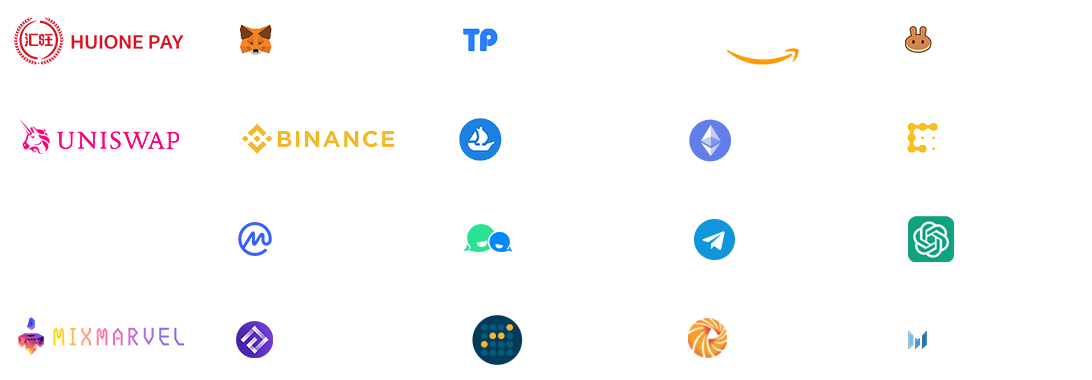 汇旺 HUIONE PAY
TP
UNISWAP
BINANCE
MIXMARVEL